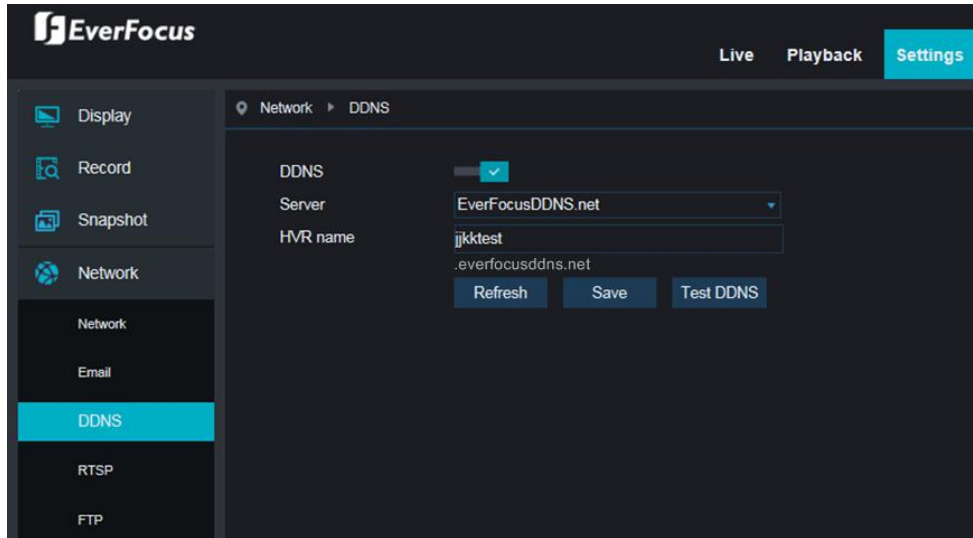 EverFocus
Live Playback Settings
Display
Record
Snapshot
Network
Network
Email
DDNS
RTSP
FTP
Network DDNS
DDNS
Server EverFocusDDNS.net
HVR name jjkktest
.everfocusddns.net
Refresh Save Test DDNS